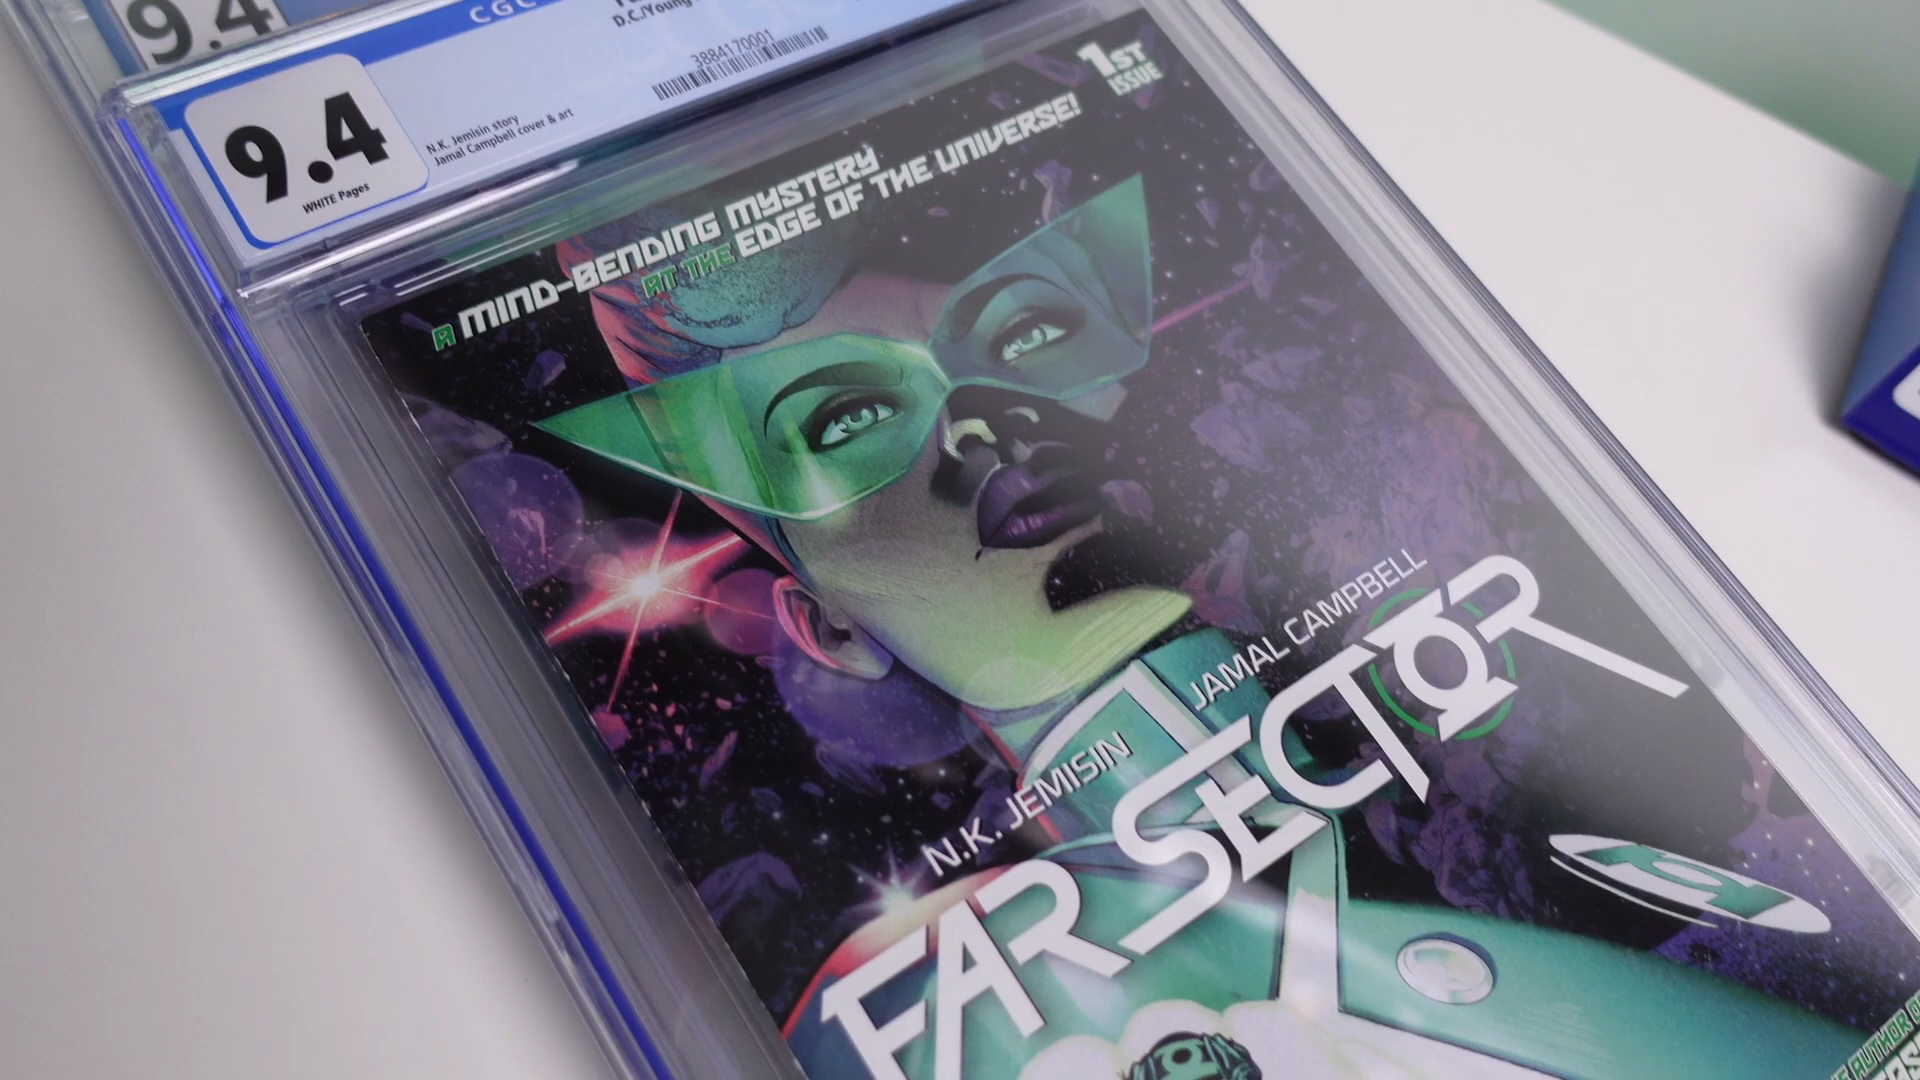 9.4
CGC
D.C./Young
3884170001
9.4
WHITE Pages
N.K. Jemisin story
Jamal Campbell cover & art
1ST
ISSUE
A MIND-BENDING MYSTERY
AT THE EDGE OF THE UNIVERSE!
N.K. JEMISIN
JAMAL CAMPBELL
FAR SECTOR
AUTHOR